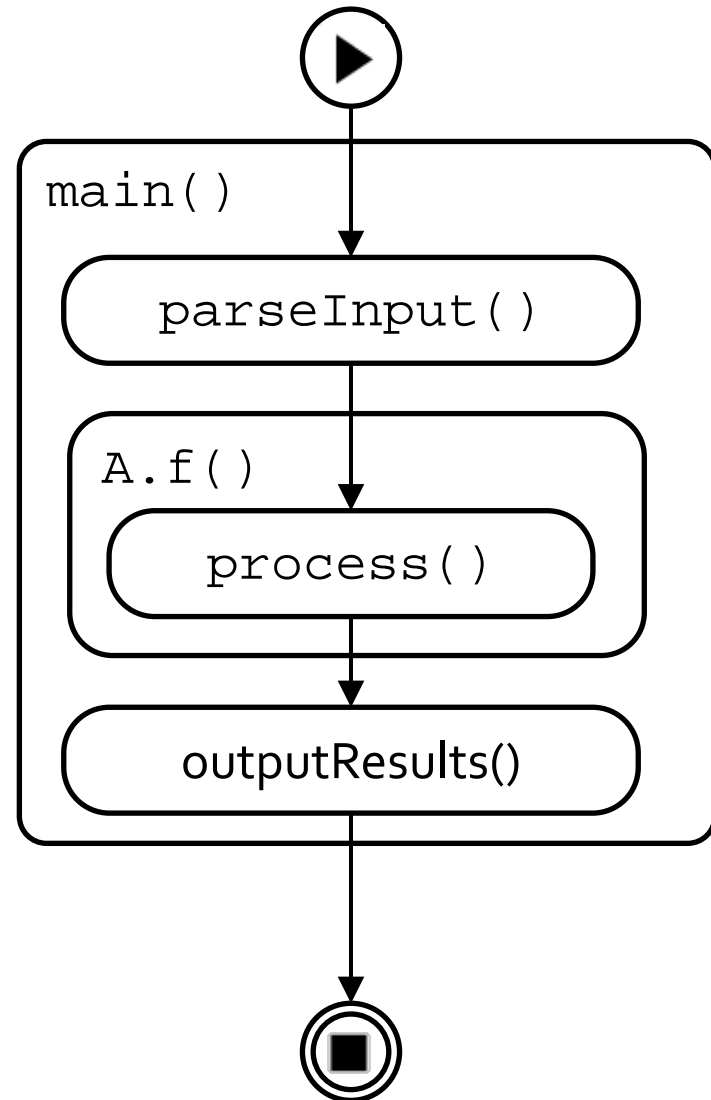 main()
parseInput()
A.f()
process()
outputResults()